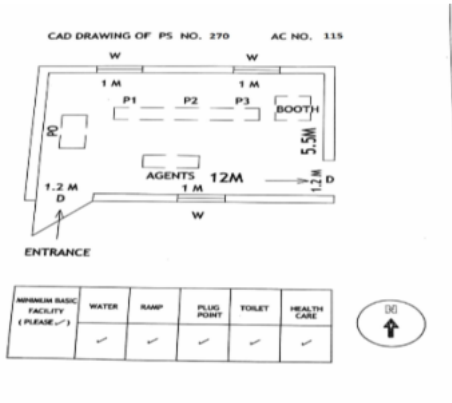 CAD DRAWING OF PS NO. 270 AC NO. 115
W W
1 M 1 M
P1 P2 P3
BOOTH
PO
5.5M
AGENTS 12M
1.2 M 1 M 1.2 M D
D
W
ENTRANCE
MINIMUM BASIC FACILITY (PLEASE ✓) WATER RAMP PLUG POINT TOILET HEALTH CARE
✓ ✓ ✓ ✓ ✓